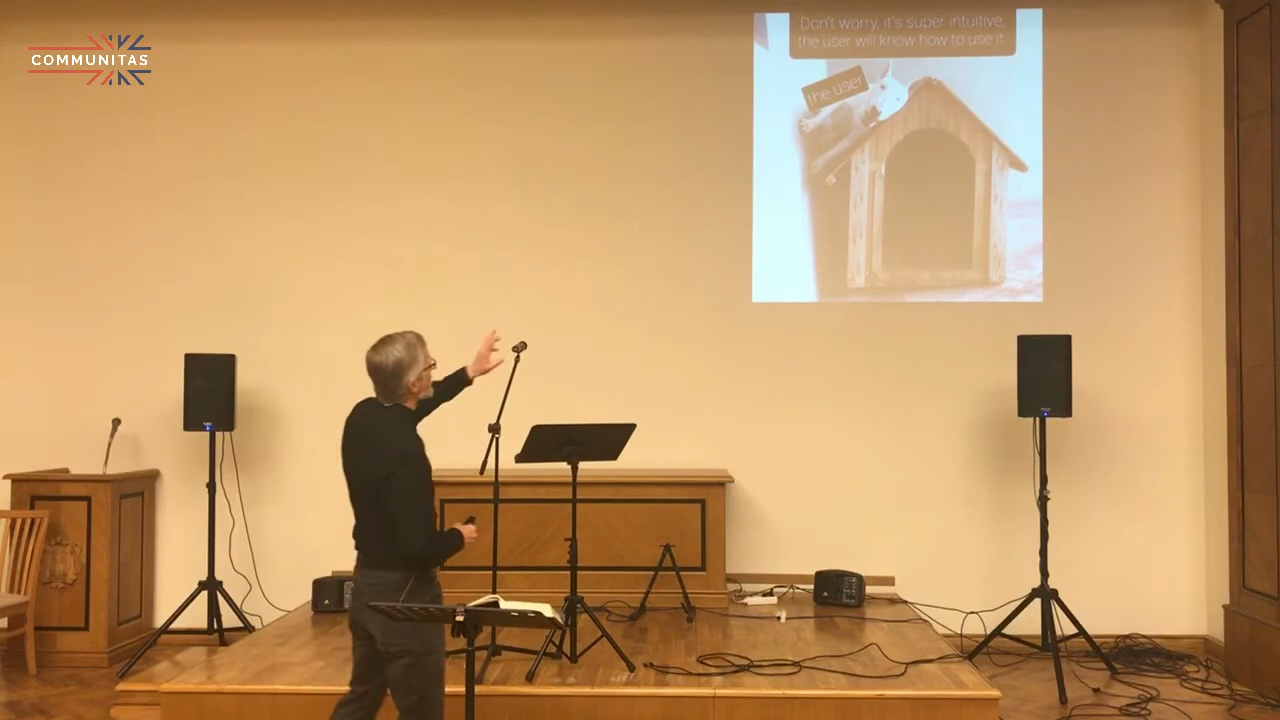 COMMUNITAS
Don't worry, it's super intuitive,
the user will know how to use it.
the user